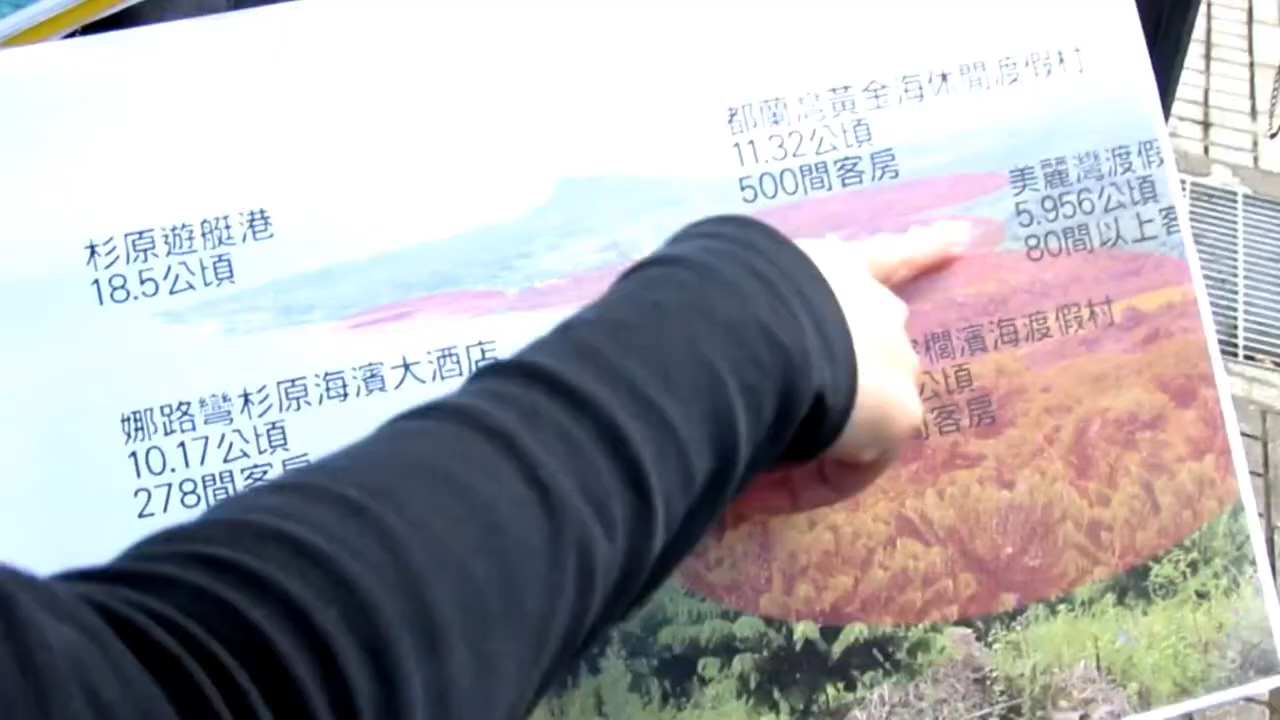 都蘭灣黃金海休閒渡假村
11.32公頃
500間客房
美麗灣渡假
5.956公頃
80間以上客
杉原遊艇港
18.5公頃
娜路彎杉原海濱大酒店
10.17公頃
278間客房
欄濱海渡假村
公頃
客房